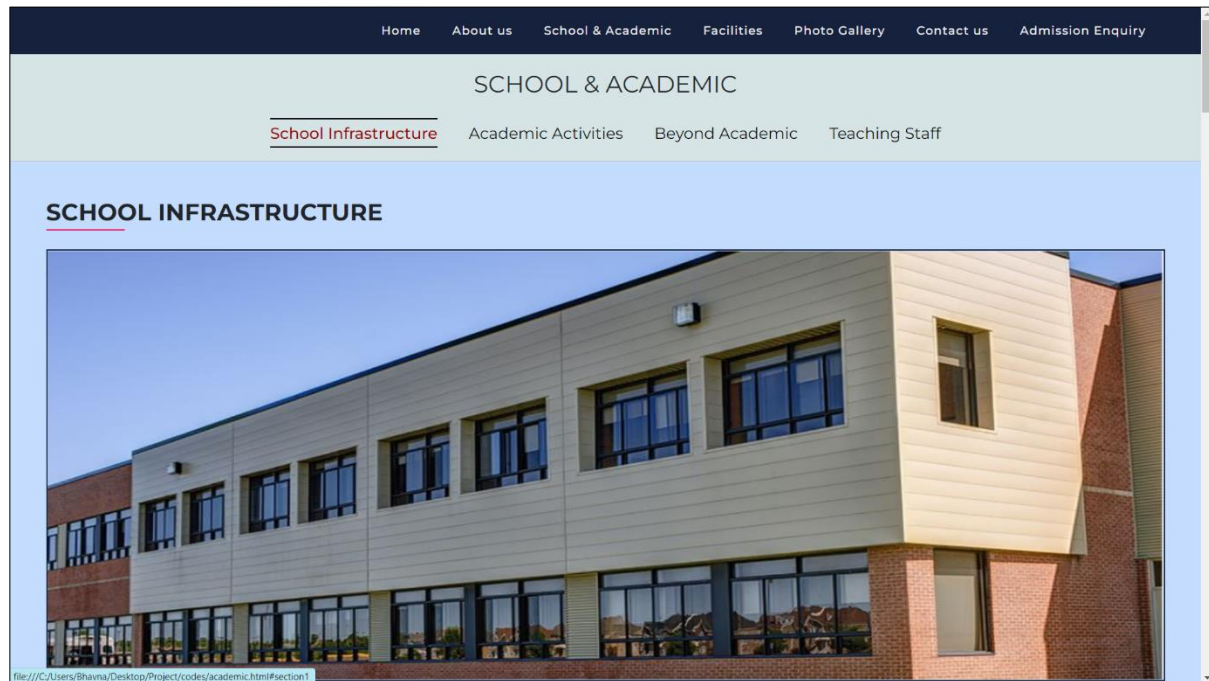 Home About us School & Academic Facilities Photo Gallery Contact us Admission Enquiry
SCHOOL & ACADEMIC
School Infrastructure Academic Activities Beyond Academic Teaching Staff
SCHOOL INFRASTRUCTURE
file:///C:/Users/Bhavna/Desktop/Project/codes/academic.html#section1